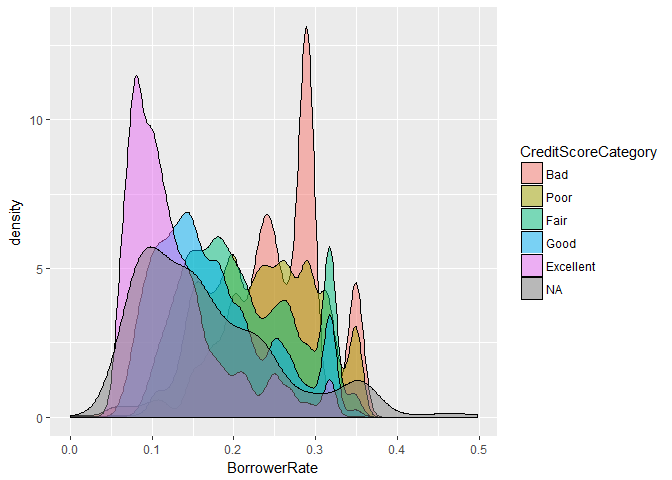 CreditScoreCategory
Bad
Poor
Fair
Good
Excellent
NA
density
10
5
0
0.0 0.1 0.2 0.3 0.4 0.5
BorrowerRate